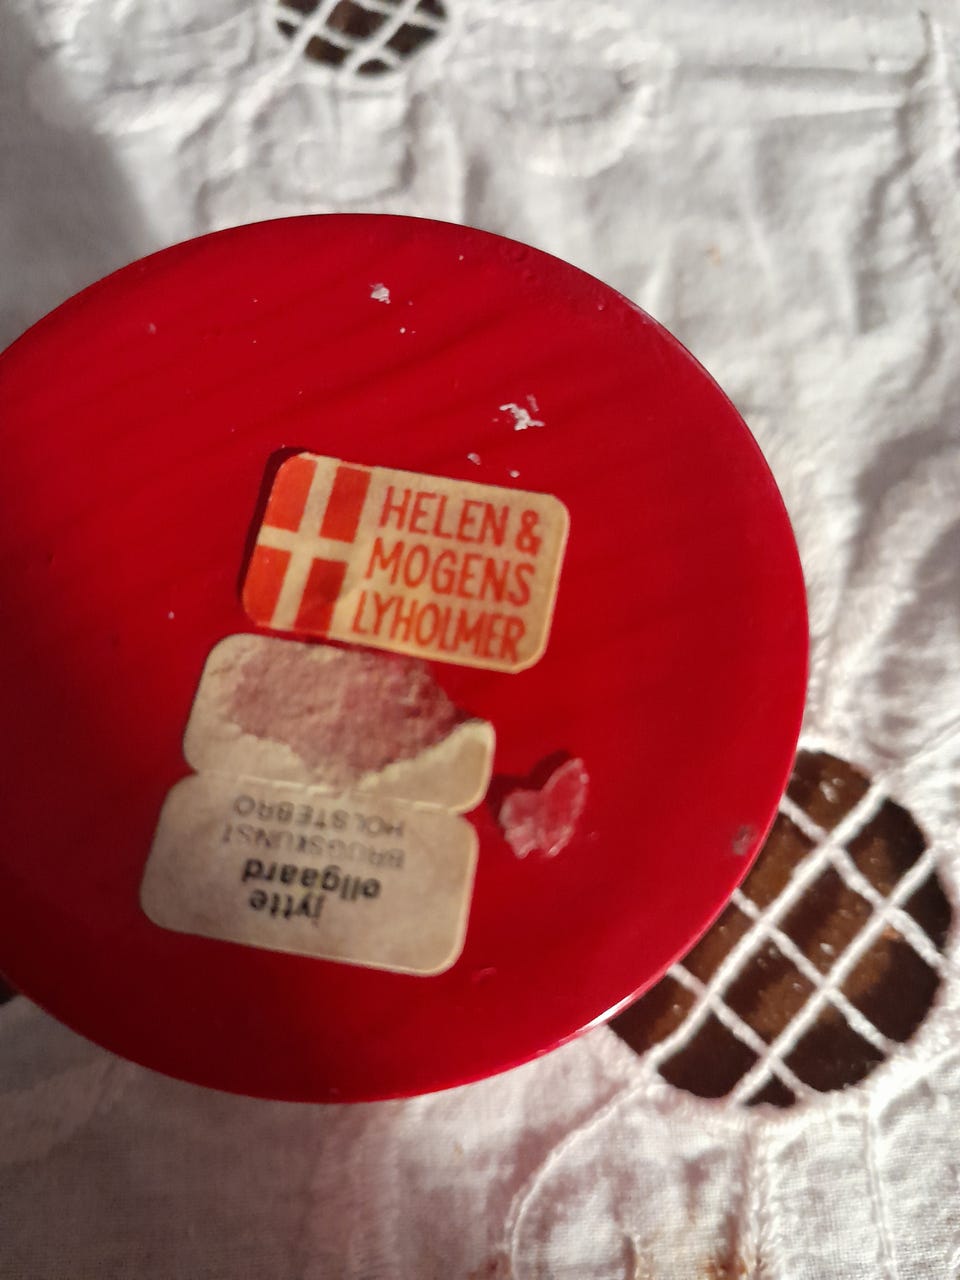 HELEN &
MOGENS
LYHOLMER
jytte
ellgaard
BRUGSKUNST
HOLSTEBRO